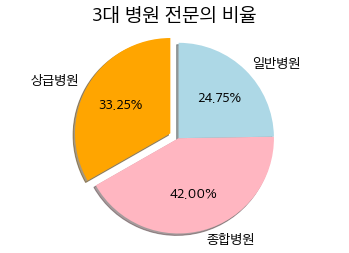 3대 병원 전문의 비율
일반병원
상급병원
33.25%
24.75%
42.00%
종합병원